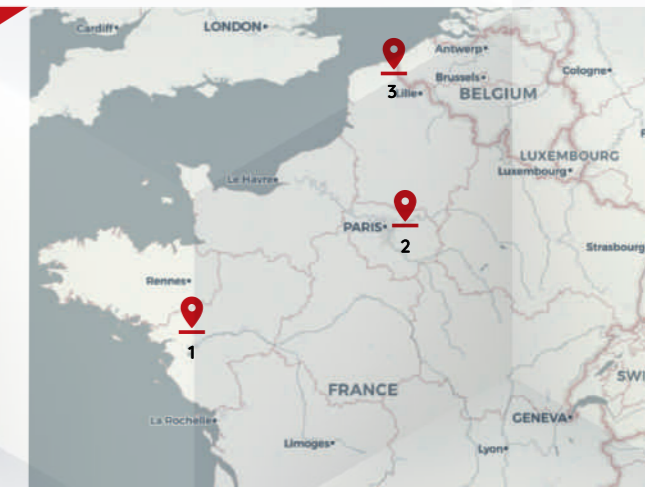 Cardiff
LONDON
Antwerp
Brussels
Cologne
3
Lille
BELGIUM
LUXEMBOURG
Luxembourg
Le Havre
PARIS
2
Strasbourg
Rennes
1
FRANCE
SWI
La Rochelle
GENEVA
Limoges
Lyon